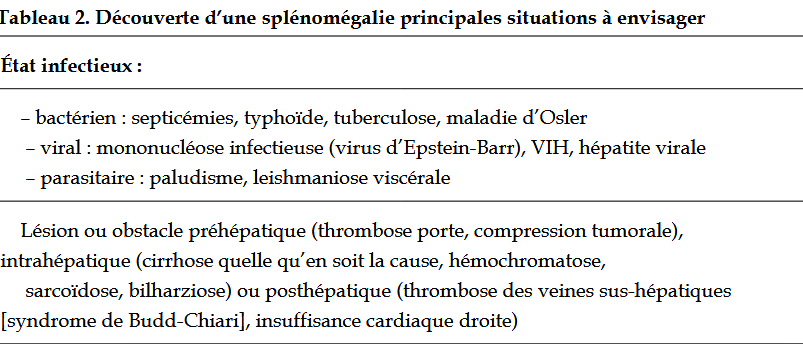 Tableau 2. Découverte d’une splénomégalie principales situations à envisager
État infectieux :
– bactérien : septicémies, typhoïde, tuberculose, maladie d’Osler
– viral : mononucléose infectieuse (virus d’Epstein-Barr), VIH, hépatite virale
– parasitaire : paludisme, leishmaniose viscérale
Lésion ou obstacle préhépatique (thrombose porte, compression tumorale),
intrahépatique (cirrhose quelle qu’en soit la cause, hémochromatose,
sarcoïdose, bilharziose) ou posthépatique (thrombose des veines sus-hépatiques
[syndrome de Budd-Chiari], insuffisance cardiaque droite)